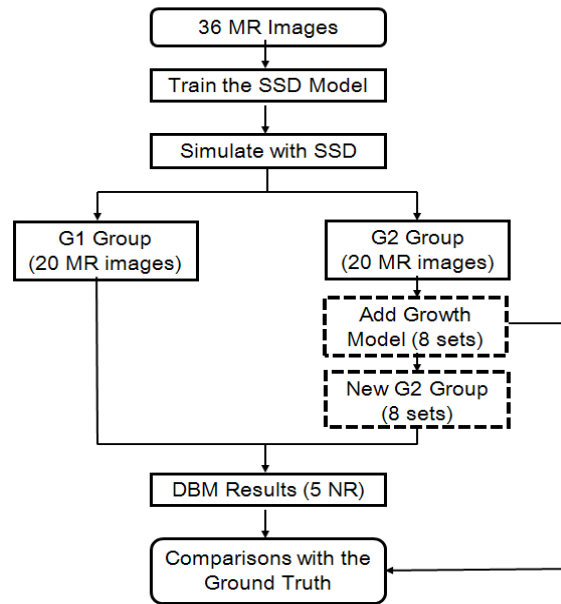 36 MR Images
Train the SSD Model
Simulate with SSD
G1 Group
(20 MR images)
G2 Group
(20 MR images)
Add Growth
Model (8 sets)
New G2 Group
(8 sets)
DBM Results (5 NR)
Comparisons with the
Ground Truth